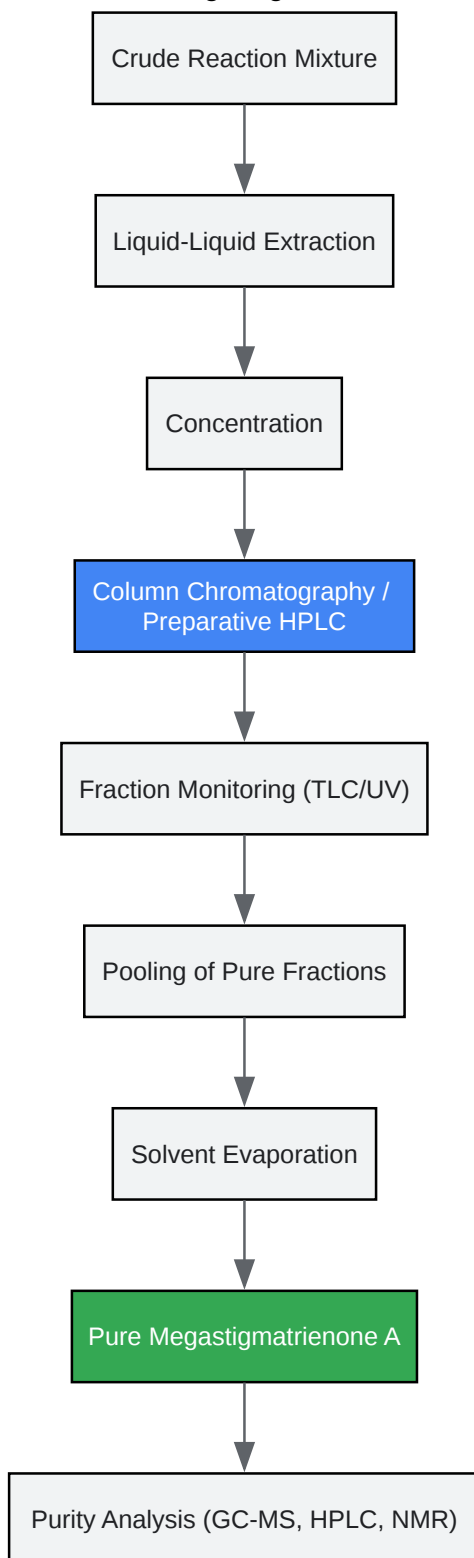 Crude Reaction Mixture
Liquid-Liquid Extraction
Concentration
Column Chromatography /
Preparative HPLC
Fraction Monitoring (TLC/UV)
Pooling of Pure Fractions
Solvent Evaporation
Pure Megastigmatrienone A
Purity Analysis (GC-MS, HPLC, NMR)